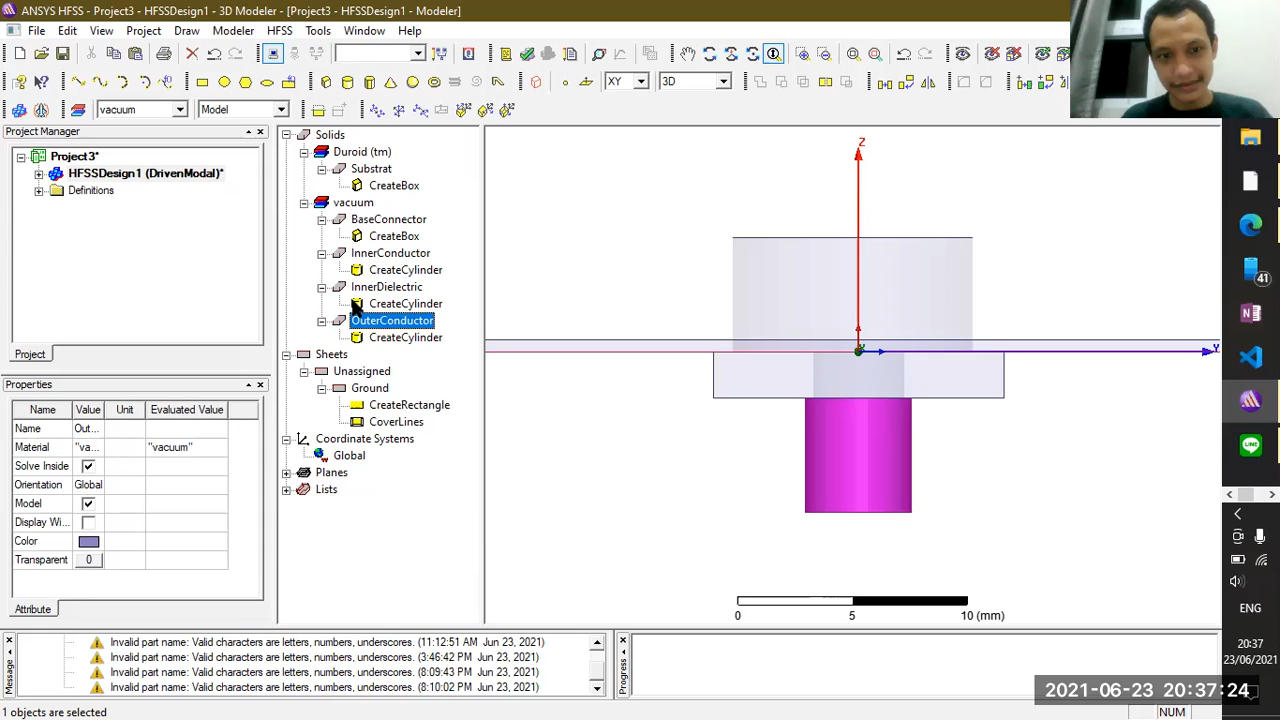 ANSYS HFSS - Project3 - HFSSDesign1 - 3D Modeler - [Project3 - HFSSDesign1 - Modeler]
File Edit View Project Draw Modeler HFSS Tools Window Help
XY 3D
vacuum Model
Project Manager
Project3*
HFSSDesign1 (DrivenModal)*
Definitions
Project
Properties
Name Value Unit Evaluated Value
Name Out...
Material "va... "vacuum"
Solve Inside
Orientation Global
Model
Display Wi...
Color
Transparent 0
Attribute
Solids
Duroid (tm)
Substrat
CreateBox
vacuum
BaseConnector
CreateBox
InnerConductor
CreateCylinder
InnerDielectric
CreateCylinder
OuterConductor
CreateCylinder
Sheets
Unassigned
Ground
CreateRectangle
CoverLines
Coordinate Systems
Global
Planes
Lists
Z
Y
0 5 10 (mm)
Message
Invalid part name: Valid characters are letters, numbers, underscores. (11:12:51 AM Jun 23, 2021)
Invalid part name: Valid characters are letters, numbers, underscores. (3:46:42 PM Jun 23, 2021)
Invalid part name: Valid characters are letters, numbers, underscores. (8:09:43 PM Jun 23, 2021)
Invalid part name: Valid characters are letters, numbers, underscores. (8:10:02 PM Jun 23, 2021)
Progress
1 objects are selected
NUM
41
LINE
ENG
20:37
23/06/2021
2021-06-23 20:37:24